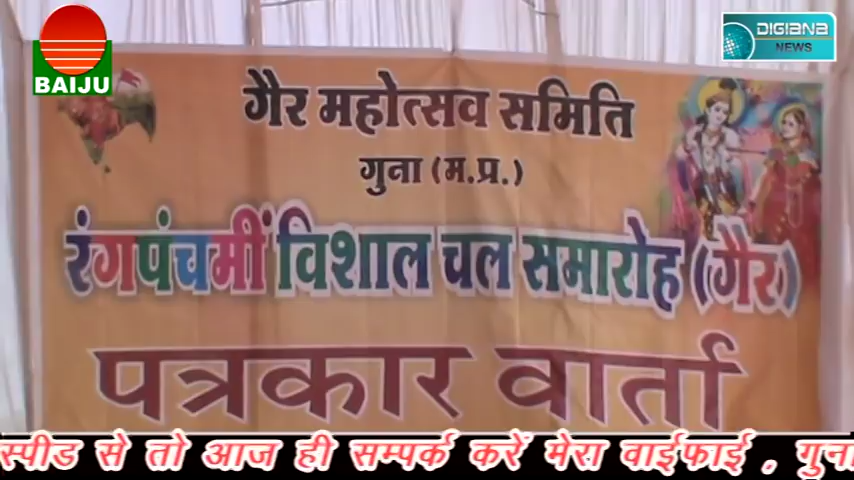 BAIJU
DIGIANA
NEWS
गैर महोत्सव समिति
गुना (म.प्र.)
रंगपंचमीं विशाल चल समारोह (गैर)
पत्रकार वार्ता
स्पीड से तो आज ही सम्पर्क करें मेरा वाईफाई , गुना